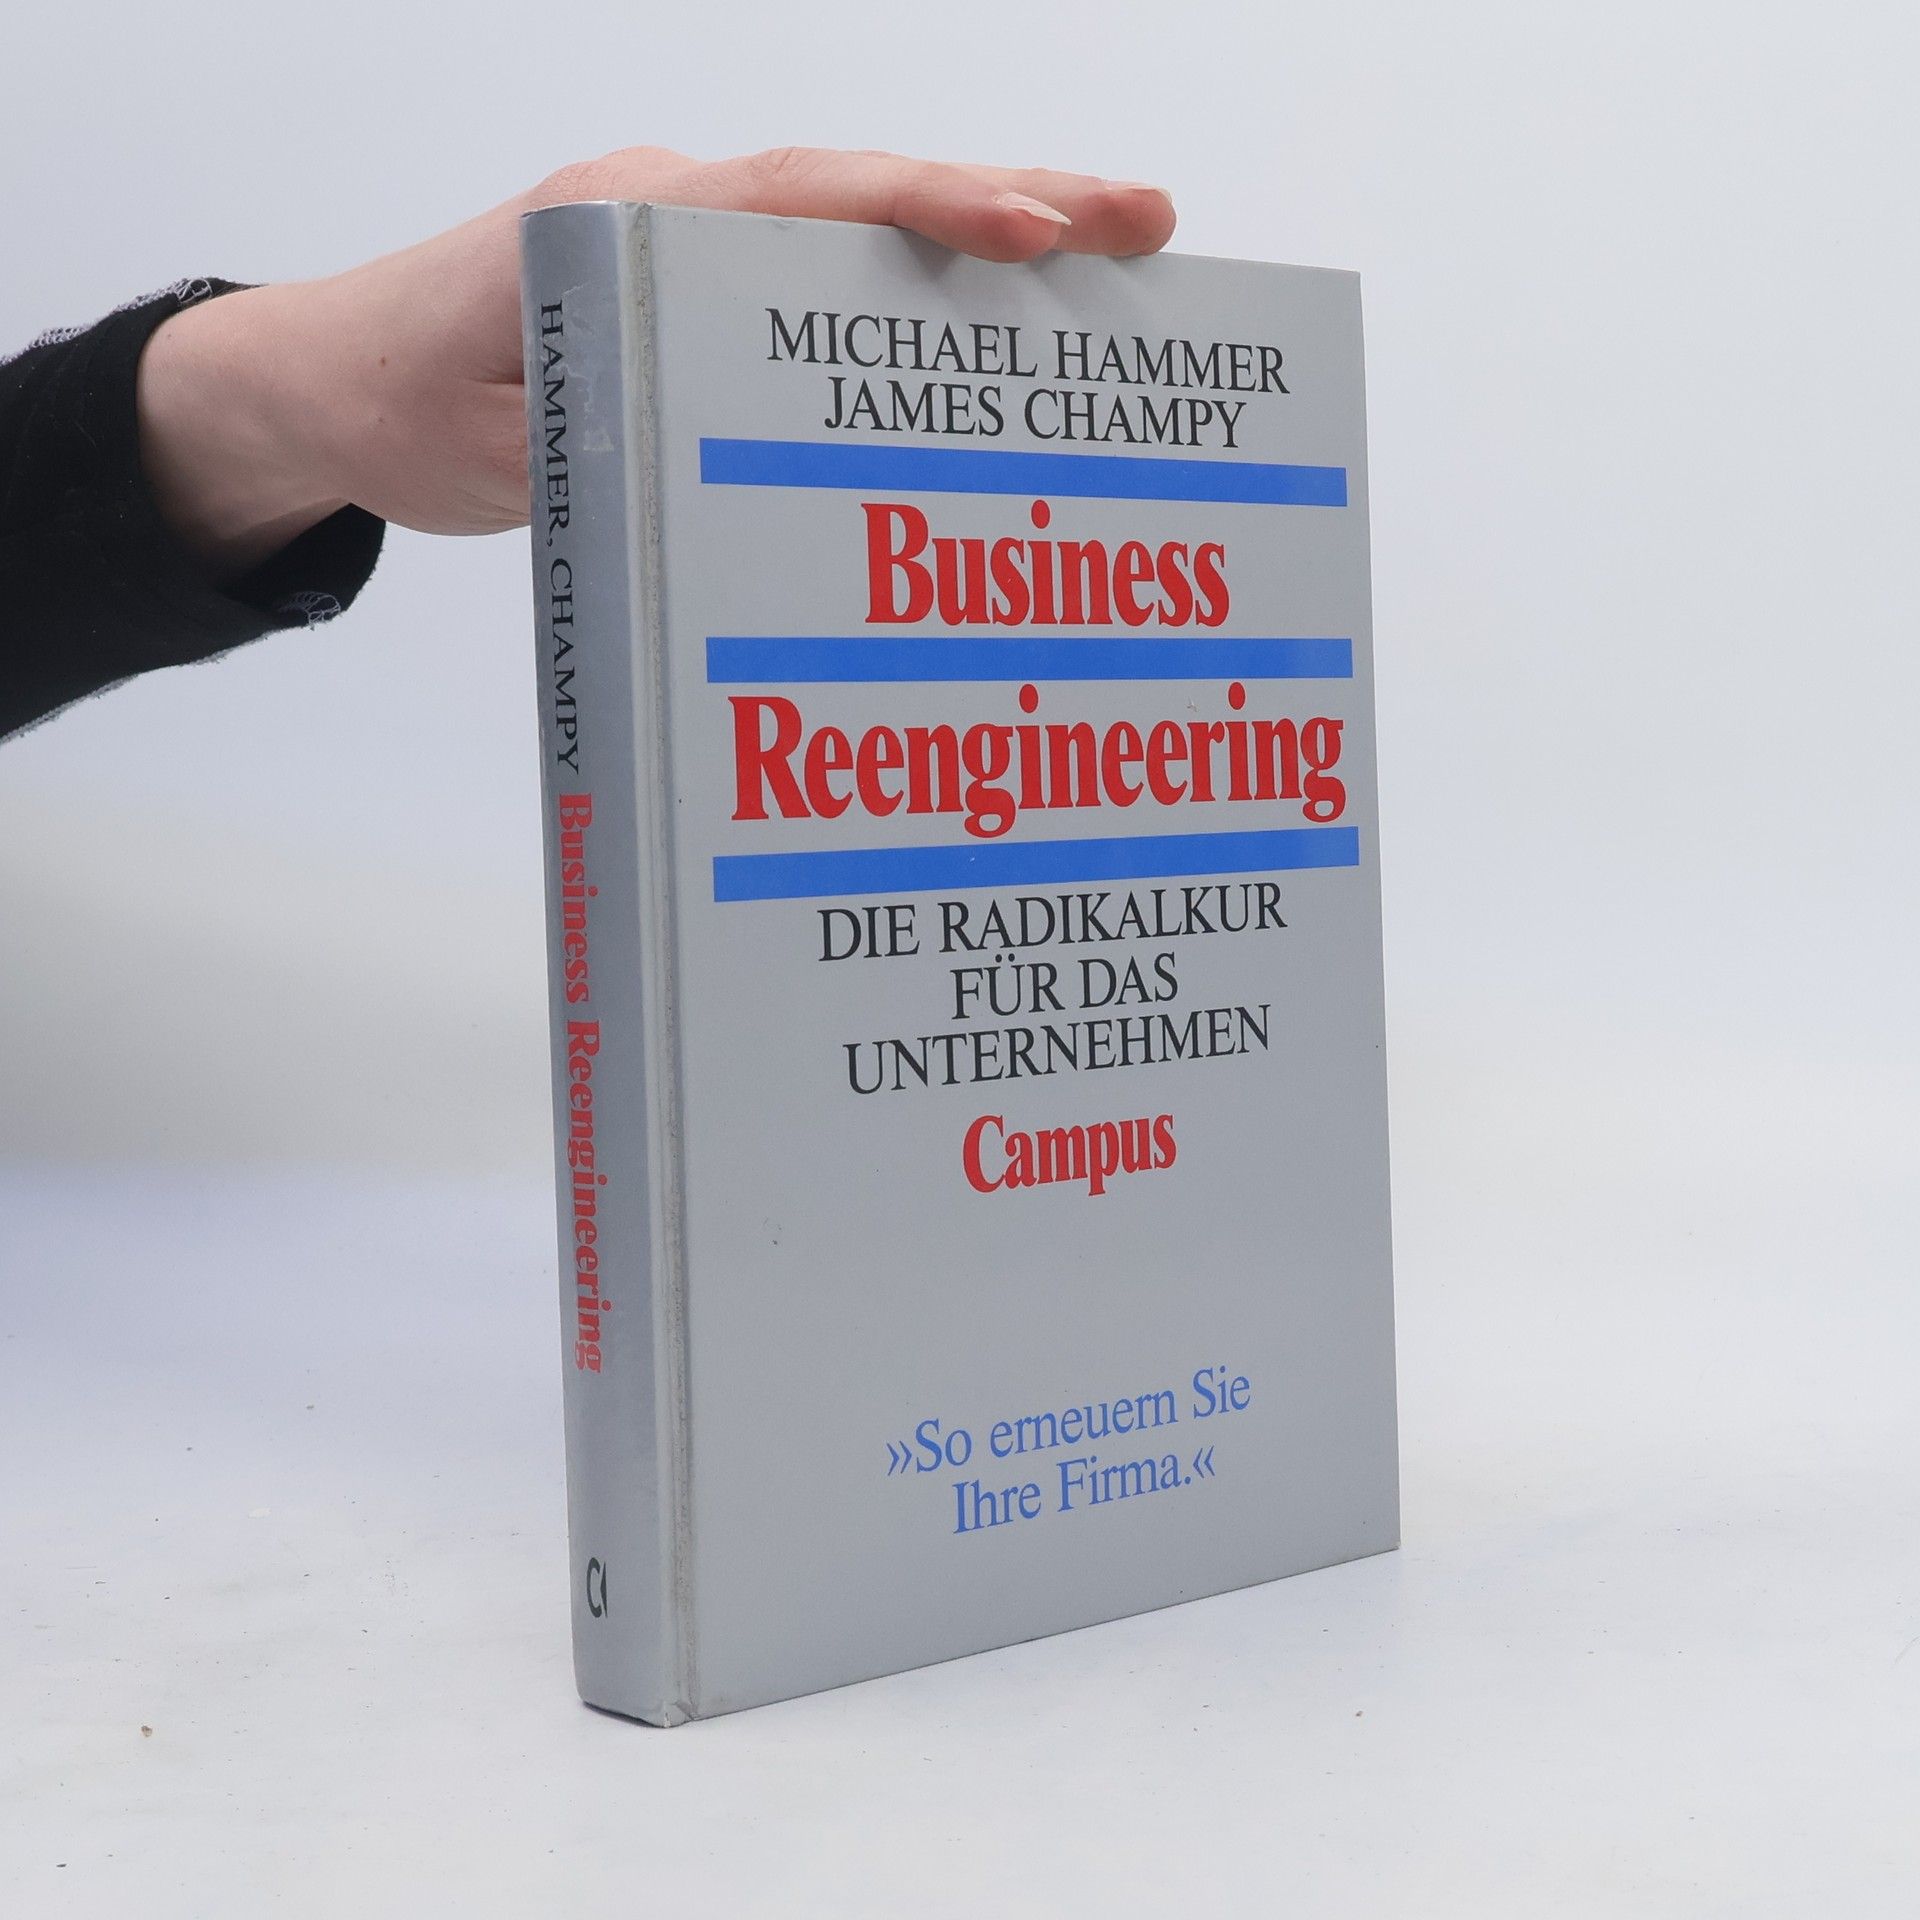 MICHAEL HAMMER
JAMES CHAMPY
Business
Reengineering
DIE RADIKALKUR
FÜR DAS
UNTERNEHMEN
Campus
»So erneuern Sie
Ihre Firma.«
HAMMER, CHAMPY Business Reengineering